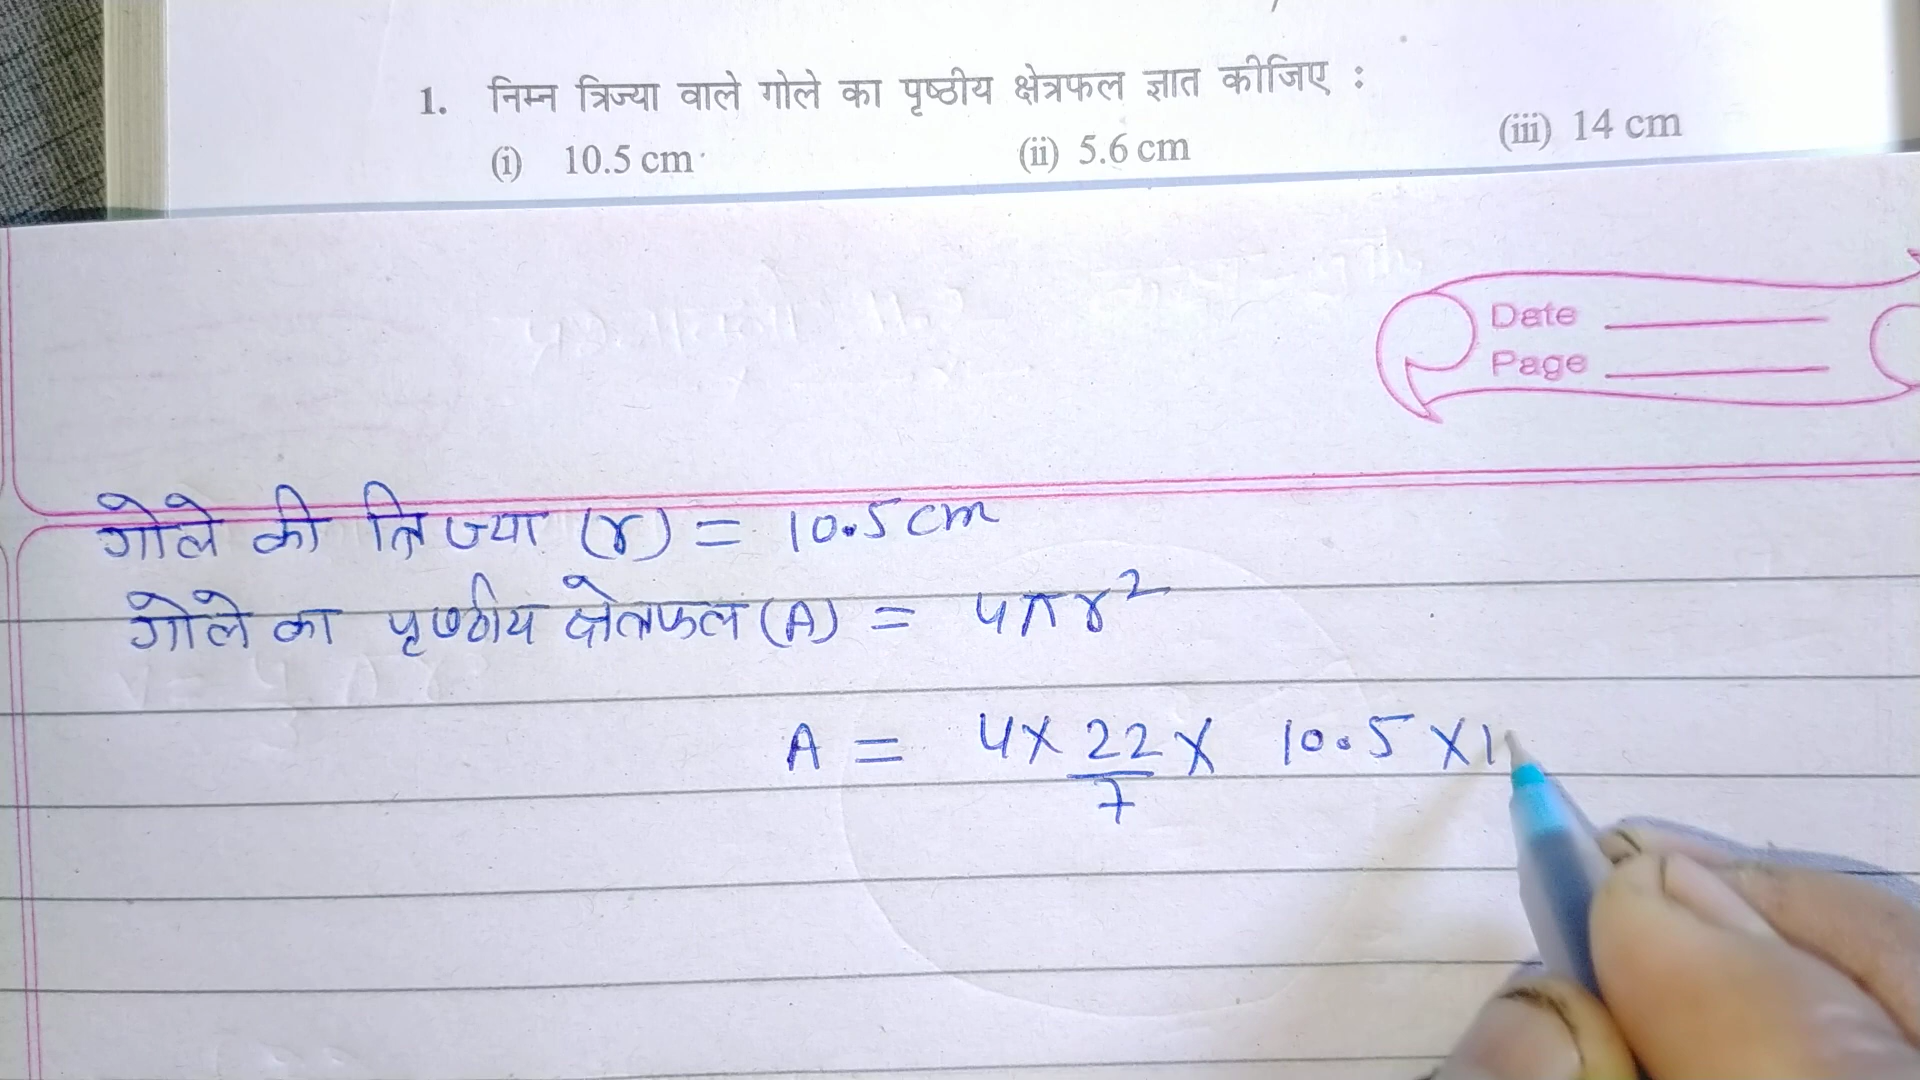 1. निम्न त्रिज्या वाले गोले का पृष्ठीय क्षेत्रफल ज्ञात कीजिए :
(i) 10.5 cm (ii) 5.6 cm (iii) 14 cm
Date
Page
गोले की त्रिज्या (r) = 10.5 cm
गोले का पृष्ठीय क्षेत्रफल (A) = 4πr²
A = 4 × 22/7 × 10.5 × 1